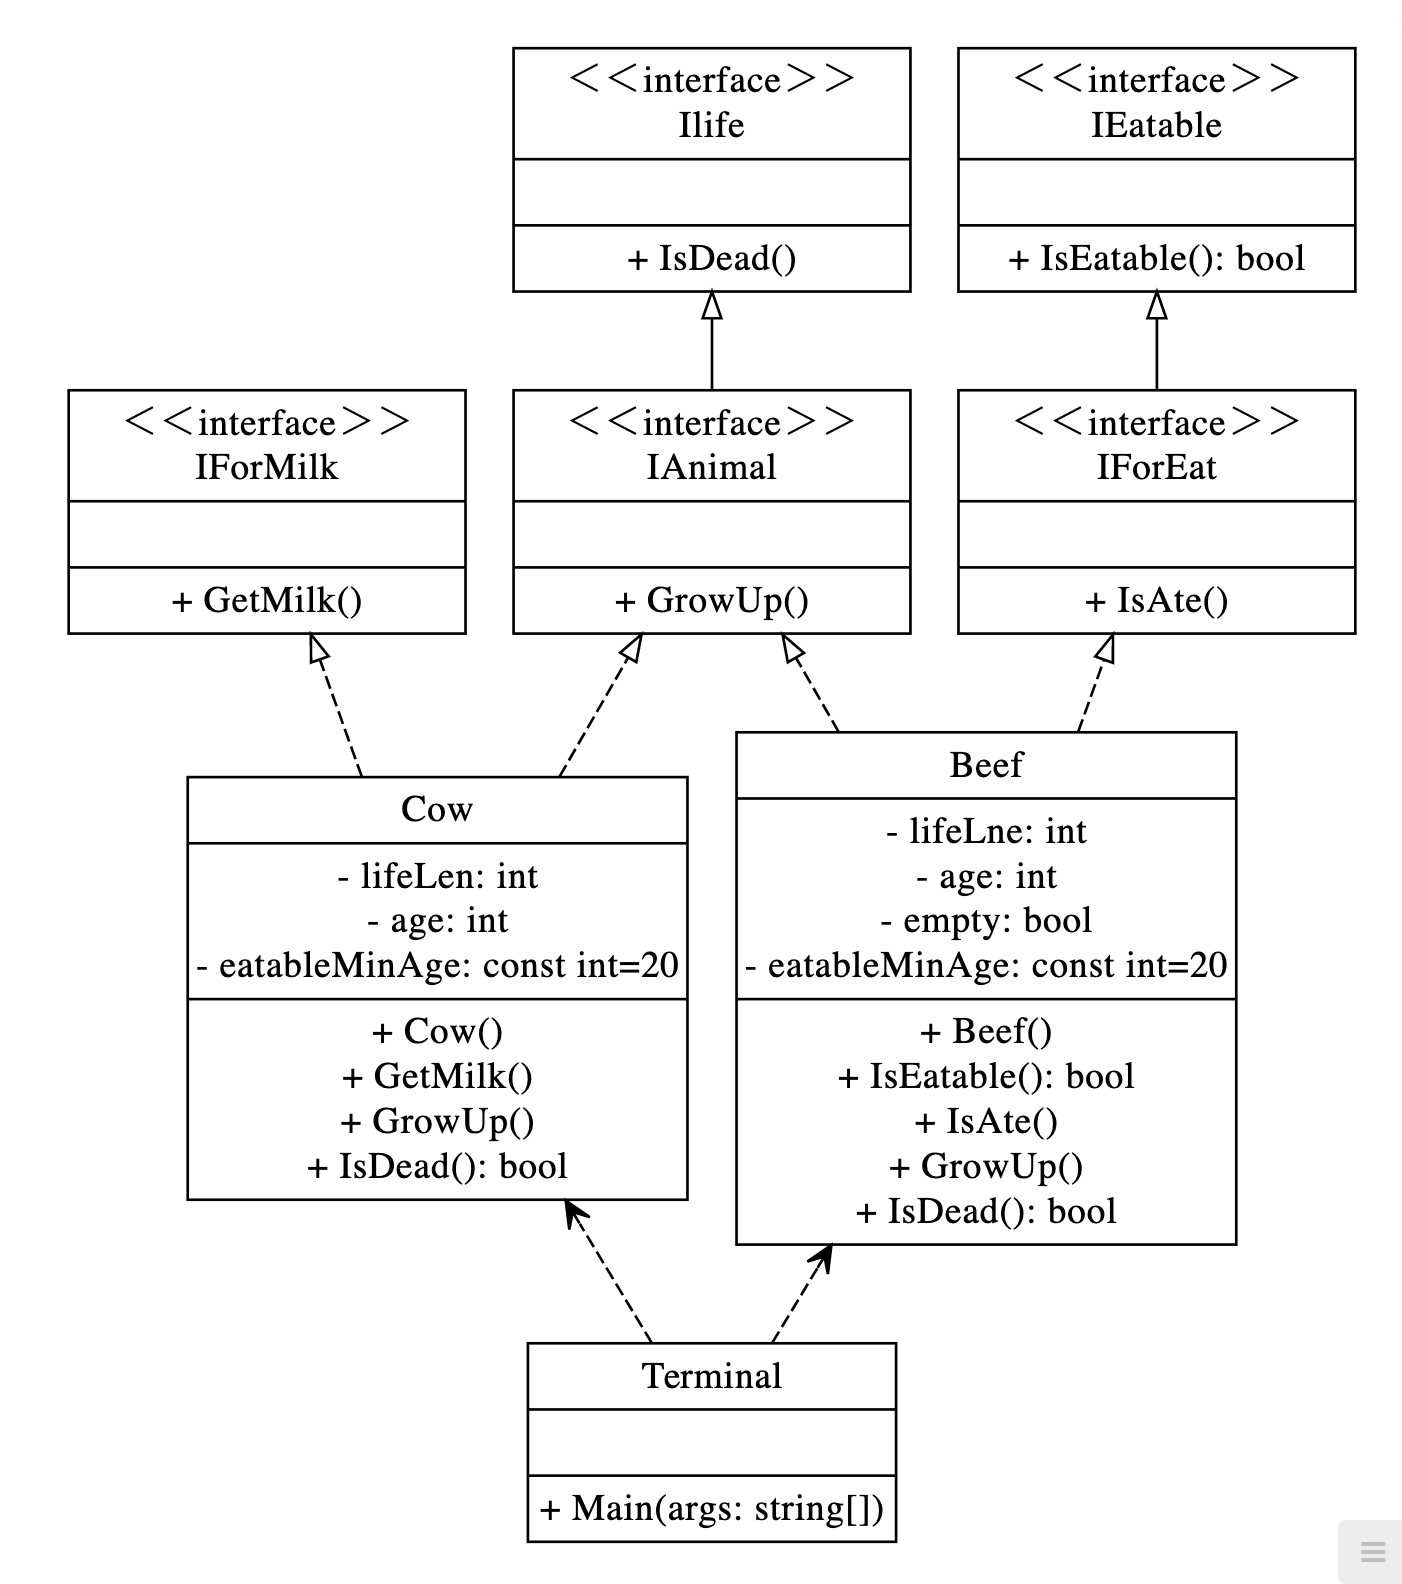 <<interface>>
Ilife
+ IsDead()
<<interface>>
IEatable
+ IsEatable(): bool
<<interface>>
IForMilk
+ GetMilk()
<<interface>>
IAnimal
+ GrowUp()
<<interface>>
IForEat
+ IsAte()
Cow
- lifeLen: int
- age: int
- eatableMinAge: const int=20
+ Cow()
+ GetMilk()
+ GrowUp()
+ IsDead(): bool
Beef
- lifeLne: int
- age: int
- empty: bool
- eatableMinAge: const int=20
+ Beef()
+ IsEatable(): bool
+ IsAte()
+ GrowUp()
+ IsDead(): bool
Terminal
+ Main(args: string[])